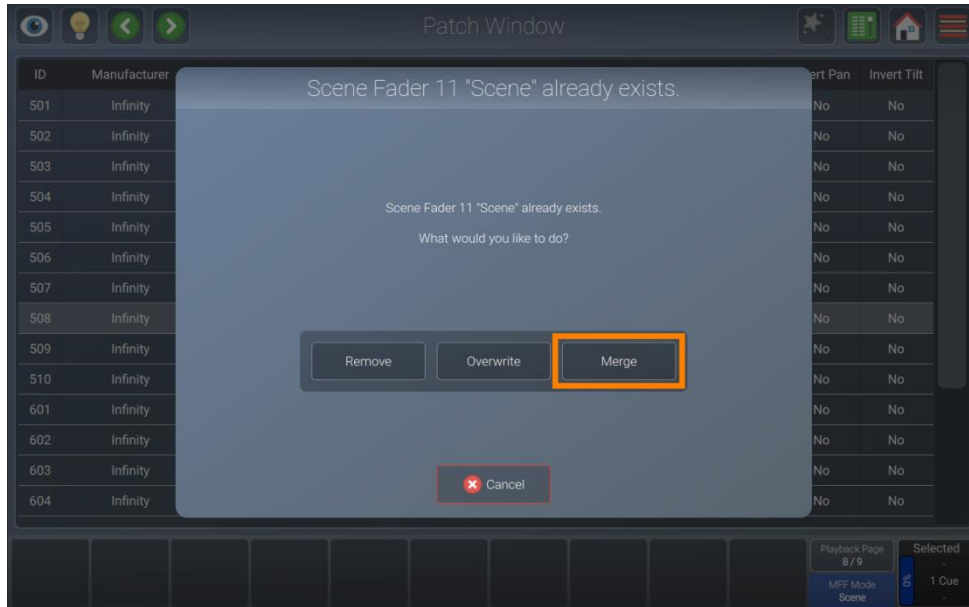 Patch Window
ID Manufacturer ert Pan Invert Tilt
Scene Fader 11 "Scene" already exists.
501 Infinity No No
502 Infinity No No
503 Infinity No No
504 Infinity No No
Scene Fader 11 "Scene" already exists.
505 Infinity No No
What would you like to do?
506 Infinity No No
507 Infinity No No
508 Infinity No No
509 Infinity No No
Remove Overwrite Merge
510 Infinity No No
601 Infinity No No
602 Infinity No No
603 Infinity No No
Cancel
604 Infinity No No
Playback Page Selected
8 / 9 -
0% 1 Cue
MFF Mode
Scene -